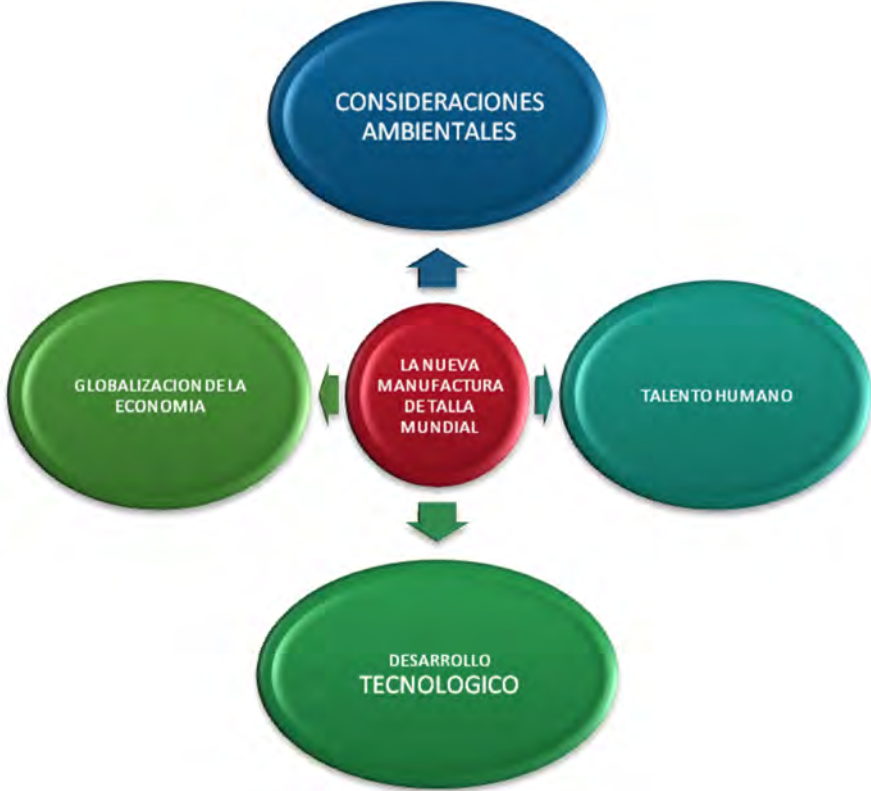 CONSIDERACIONES
AMBIENTALES
GLOBALIZACION DE LA
ECONOMIA
LA NUEVA
MANUFACTURA
DE TALLA
MUNDIAL
TALENTO HUMANO
DESARROLLO
TECNOLOGICO